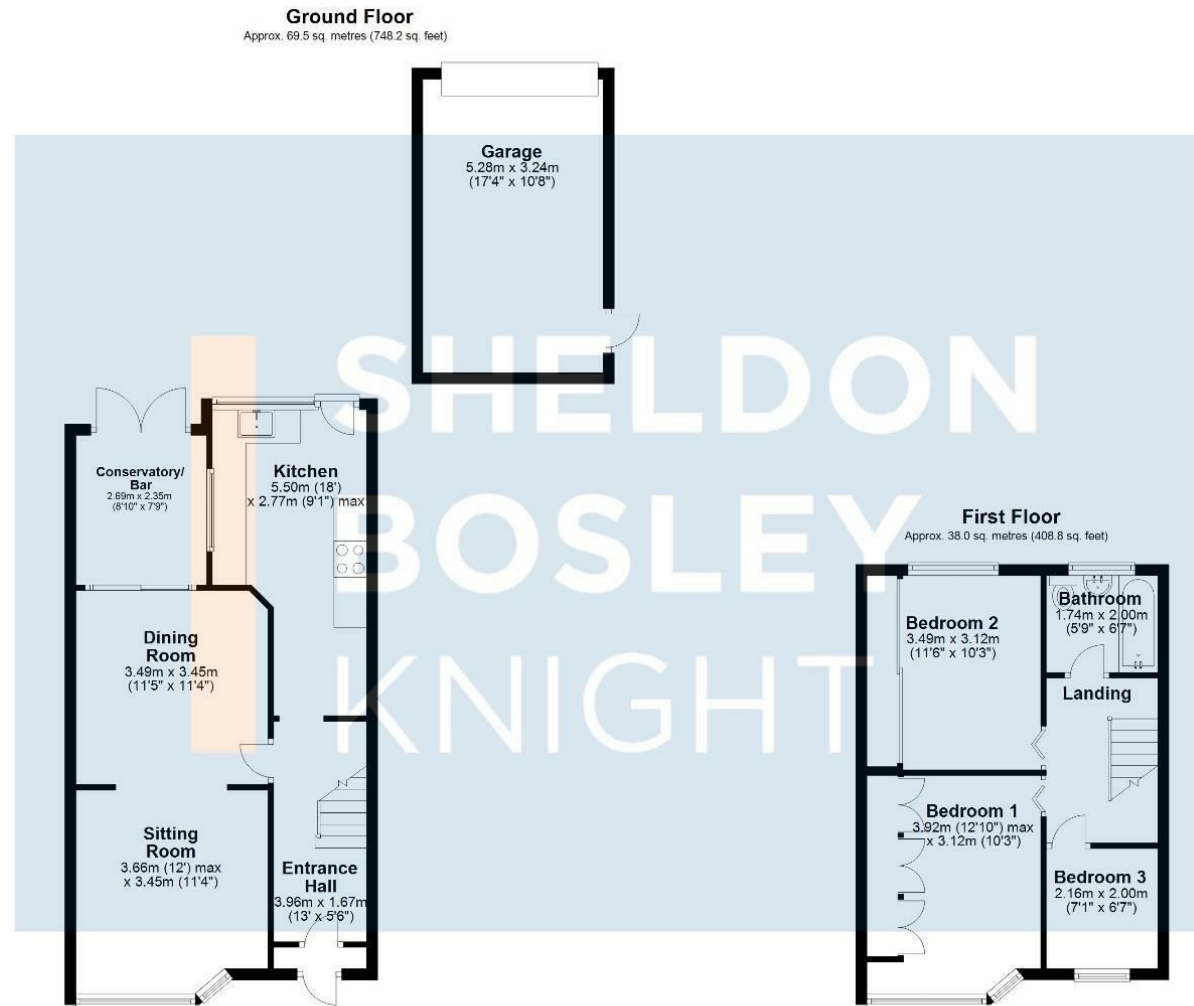 Ground Floor
Approx. 69.5 sq. metres (748.2 sq. feet)
Garage
5.28m x 3.24m
(17'4" x 10'8")
Conservatory/
Bar
2.69m x 2.35m
(8'10" x 7'9")
Kitchen
5.50m (18')
x 2.77m (9'1") max
Dining
Room
3.49m x 3.45m
(11'5" x 11'4")
Sitting
Room
3.66m (12') max
x 3.45m (11'4")
Entrance
Hall
3.96m x 1.67m
(13' x 5'6")
First Floor
Approx. 38.0 sq. metres (408.8 sq. feet)
Bedroom 2
3.49m x 3.12m
(11'6" x 10'3")
Bathroom
1.74m x 2.00m
(5'9" x 6'7")
Landing
Bedroom 1
3.92m (12'10") max
x 3.12m (10'3")
Bedroom 3
2.16m x 2.00m
(7'1" x 6'7")
SHELDON
BOSLEY
KNIGHT